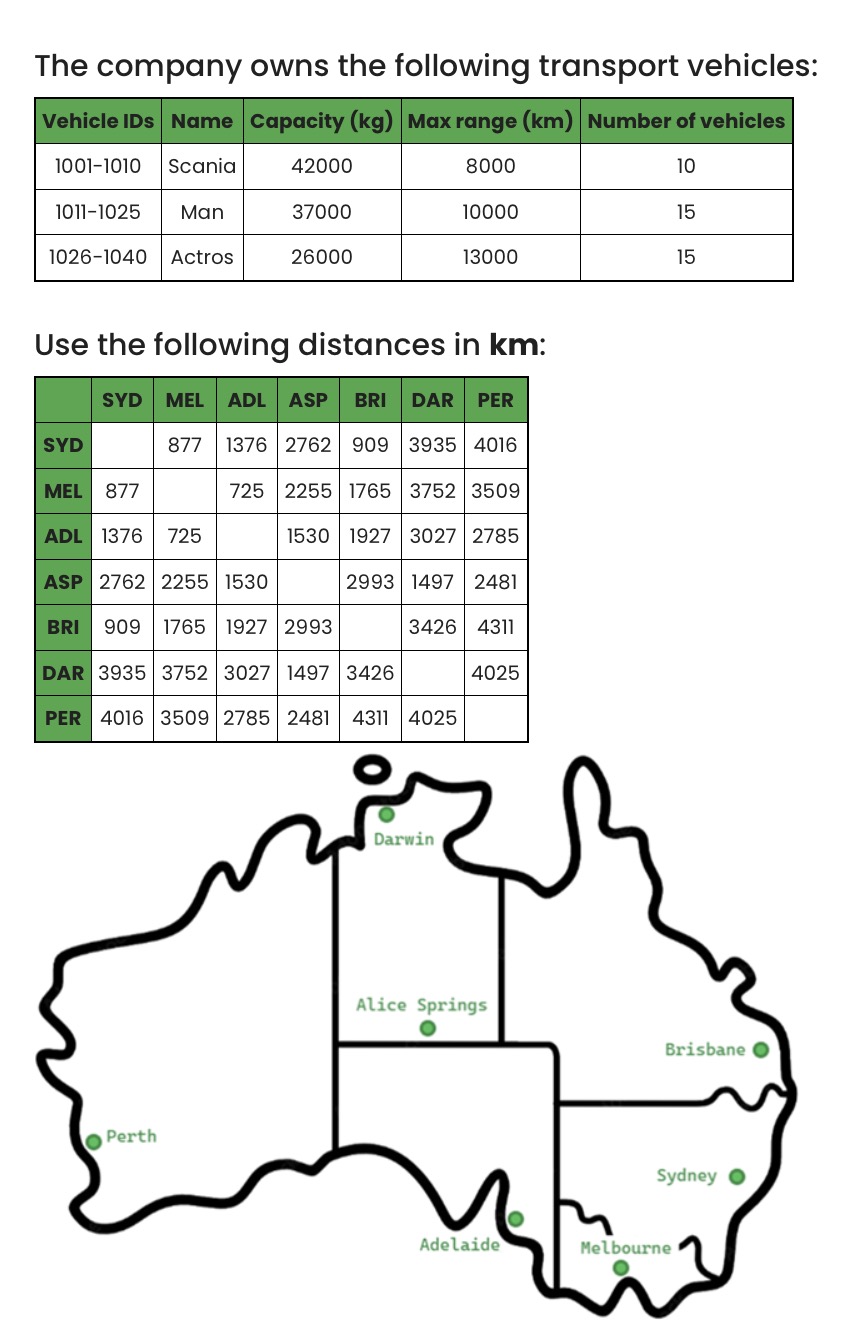 The company owns the following transport vehicles:
Vehicle IDs Name Capacity (kg) Max range (km) Number of vehicles
1001-1010 Scania 42000 8000 10
1011-1025 Man 37000 10000 15
1026-1040 Actros 26000 13000 15
Use the following distances in km:
SYD MEL ADL ASP BRI DAR PER
SYD 877 1376 2762 909 3935 4016
MEL 877 725 2255 1765 3752 3509
ADL 1376 725 1530 1927 3027 2785
ASP 2762 2255 1530 2993 1497 2481
BRI 909 1765 1927 2993 3426 4311
DAR 3935 3752 3027 1497 3426 4025
PER 4016 3509 2785 2481 4311 4025
Darwin
Alice Springs
Brisbane
Perth
Sydney
Adelaide
Melbourne